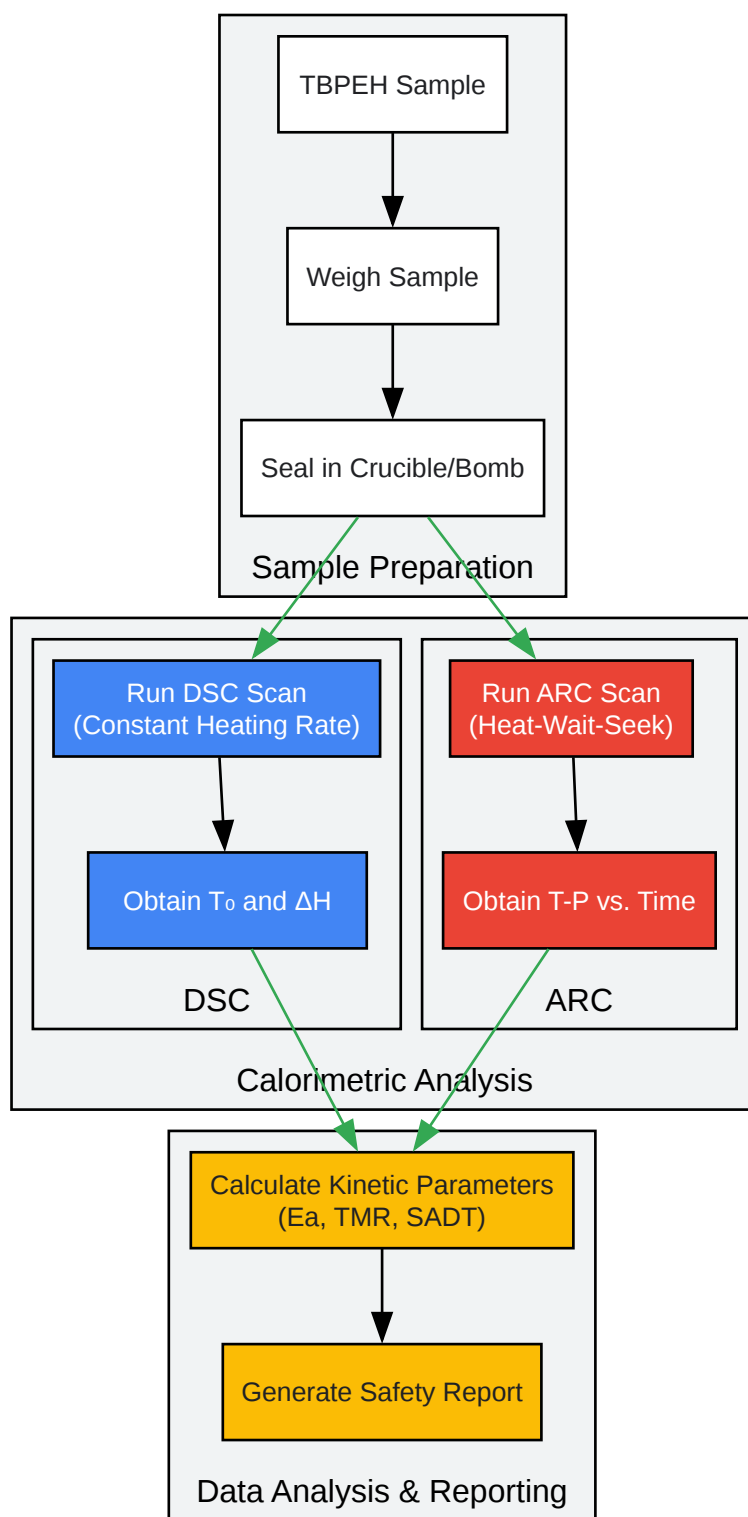 TBPEH Sample
Weigh Sample
Seal in Crucible/Bomb
Sample Preparation
Run DSC Scan
(Constant Heating Rate)
Obtain T₀ and ΔH
DSC
Run ARC Scan
(Heat-Wait-Seek)
Obtain T-P vs. Time
ARC
Calorimetric Analysis
Calculate Kinetic Parameters
(Ea, TMR, SADT)
Generate Safety Report
Data Analysis & Reporting